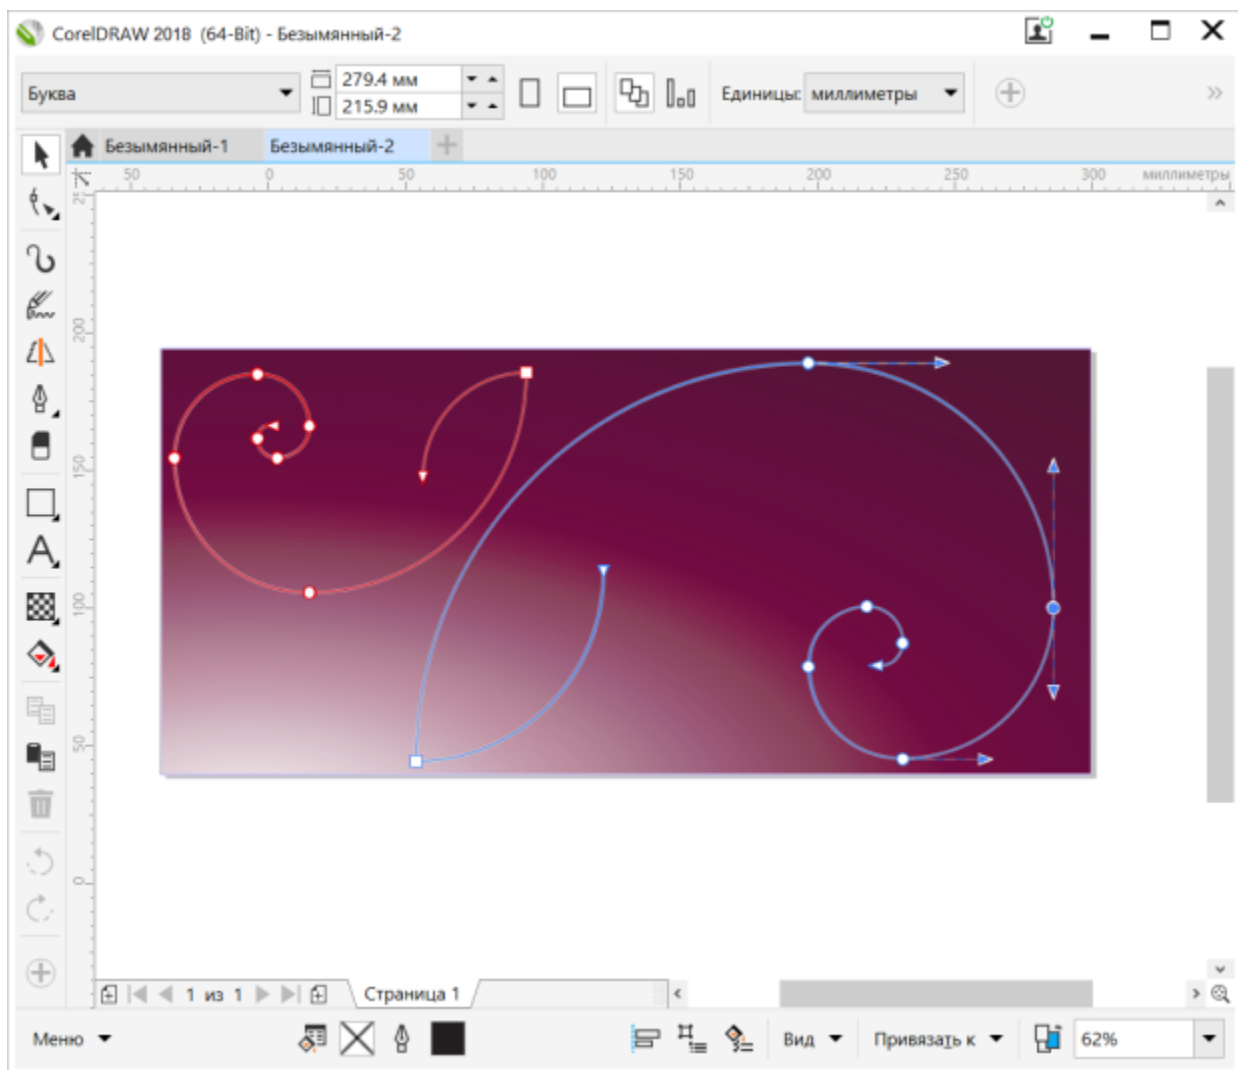 CorelDRAW 2018 (64-Bit) - Безымянный-2
Буква
279.4 мм
215.9 мм
Единицы: миллиметры
Безымянный-1 Безымянный-2
50 0 50 100 150 200 250 300 миллиметры
200
150
100
50
0
1 из 1 Страница 1
Меню Вид Привязать к 62%